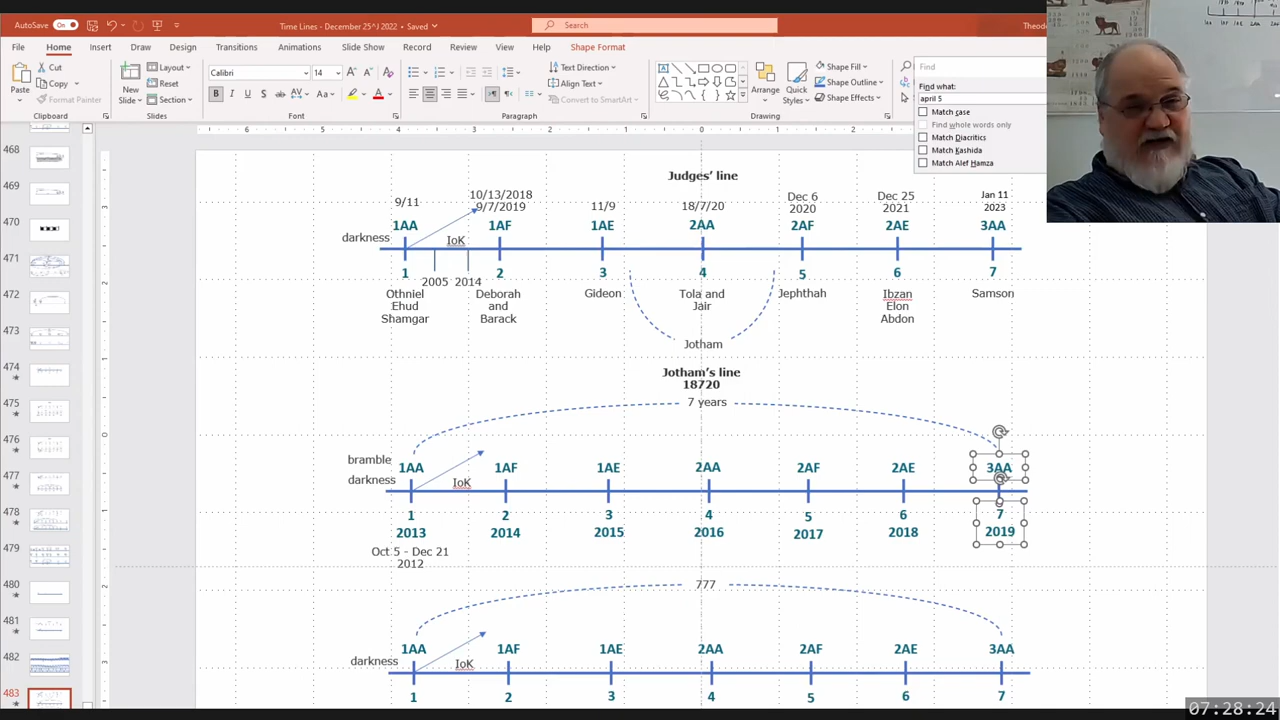 AutoSave On
Time Lines - December 25^J 2022 • Saved
Search
Theodo
File Home Insert Draw Design Transitions Animations Slide Show Record Review View Help Shape Format
Paste
Cut
Copy
Format Painter
Clipboard
New Slide
Layout
Reset
Section
Slides
Calibri 14
Font
Text Direction
Align Text
Convert to SmartArt
Paragraph
Arrange
Quick Styles
Shape Fill
Shape Outline
Shape Effects
Drawing
Find
Find what:
april 5
Match case
Find whole words only
Match Diacritics
Match Kashida
Match Alef Hamza
468
469
470
471
472
473
474
475
476
477
478
479
480
481
482
483
Judges’ line
9/11
10/13/2018
9/7/2019
11/9
18/7/20
Dec 6
2020
Dec 25
2021
Jan 11
2023
1AA 1AF 1AE 2AA 2AF 2AE 3AA
darkness
IoK
1 2 3 4 5 6 7
2005 2014
Othniel
Ehud
Shamgar
Deborah
and
Barack
Gideon
Tola and
Jair
Jephthah
Ibzan
Elon
Abdon
Samson
Jotham
Jotham’s line
18720
7 years
bramble
darkness
1AA 1AF 1AE 2AA 2AF 2AE 3AA
IoK
1 2 3 4 5 6 7
2013 2014 2015 2016 2017 2018 2019
Oct 5 - Dec 21
2012
777
1AA 1AF 1AE 2AA 2AF 2AE 3AA
darkness
IoK
1 2 3 4 5 6 7
07:28:24